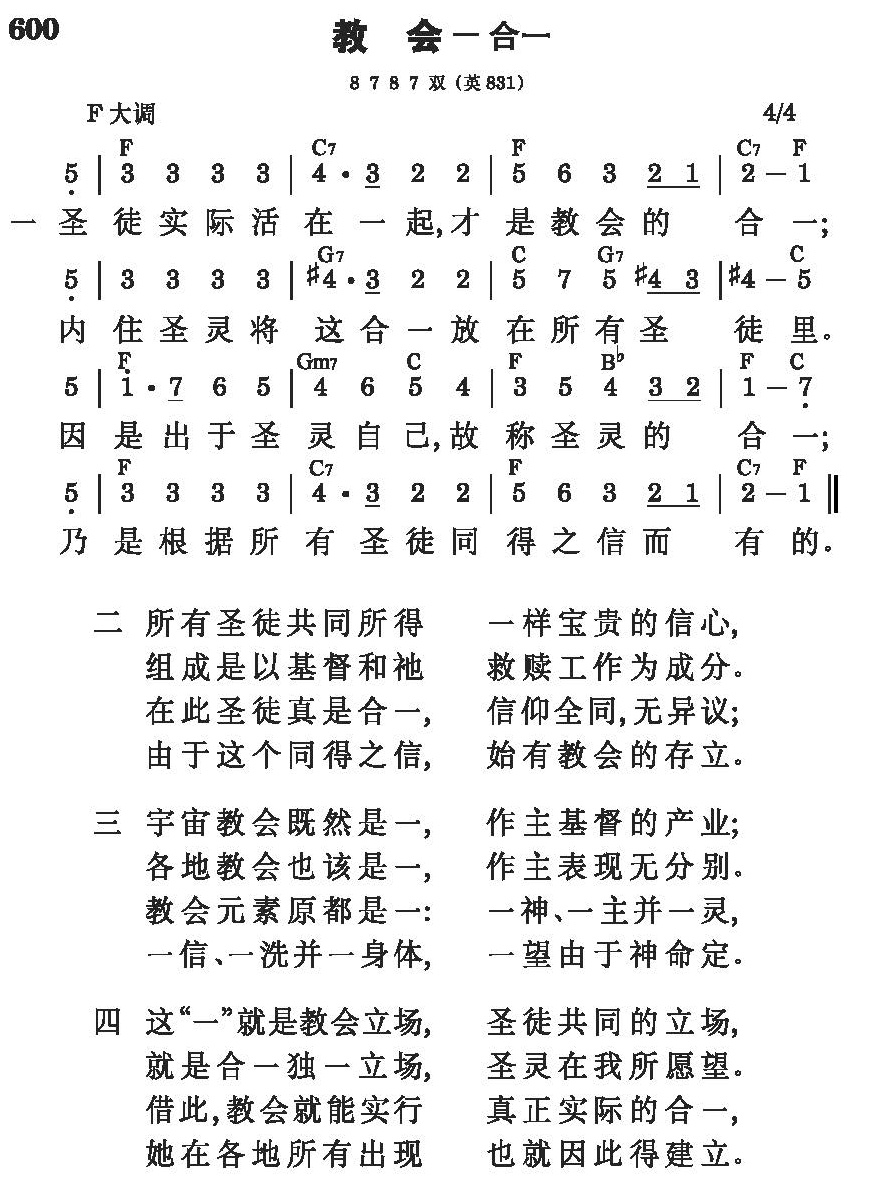 600
教 会－合一
8 7 8 7 双（英831）
F大调 4/4
F C7 F C7 F
5 | 3 3 3 3 | 4 · 3 2 2 | 5 6 3 2 1 | 2 – 1
一 圣 徒 实 际 活 在 一 起, 才 是 教 会 的 合 一;
G7 C G7 C
5 | 3 3 3 3 | ♯4 · 3 2 2 | 5 7 5 ♯4 3 | ♯4 – 5
内 住 圣 灵 将 这 合 一 放 在 所 有 圣 徒 里。
F Gm7 C F B♭ F C
5 | 1 · 7 6 5 | 4 6 5 4 | 3 5 4 3 2 | 1 – 7
因 是 出 于 圣 灵 自 己, 故 称 圣 灵 的 合 一;
F C7 F C7 F
5 | 3 3 3 3 | 4 · 3 2 2 | 5 6 3 2 1 | 2 – 1 ‖
乃 是 根 据 所 有 圣 徒 同 得 之 信 而 有 的。
二 所有圣徒共同所得 一样宝贵的信心,
组成是以基督和祂 救赎工作为成分。
在此圣徒真是合一, 信仰全同,无异议;
由于这个同得之信, 始有教会的存立。
三 宇宙教会既然是一, 作主基督的产业;
各地教会也该是一, 作主表现无分别。
教会元素原都是一: 一神、一主并一灵,
一信、一洗并一身体, 一望由于神命定。
四 这“一”就是教会立场, 圣徒共同的立场,
就是合一独一立场, 圣灵在我所愿望。
借此,教会就能实行 真正实际的合一,
她在各地所有出现 也就因此得建立。